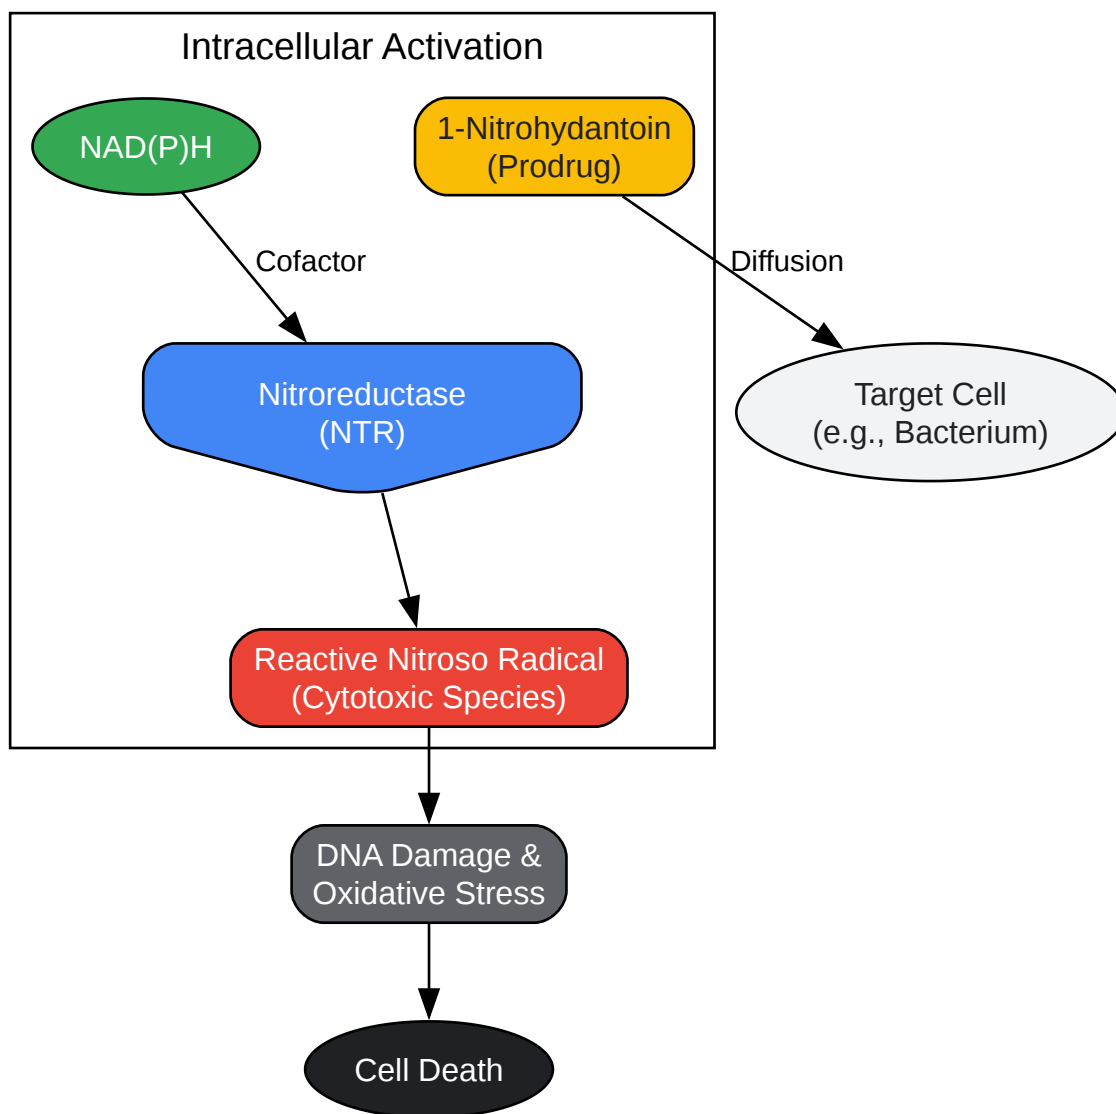 Intracellular Activation
NAD(P)H
1-Nitrohydantoin
(Prodrug)
Cofactor
Diffusion
Nitroreductase
(NTR)
Target Cell
(e.g., Bacterium)
Reactive Nitroso Radical
(Cytotoxic Species)
DNA Damage &
Oxidative Stress
Cell Death